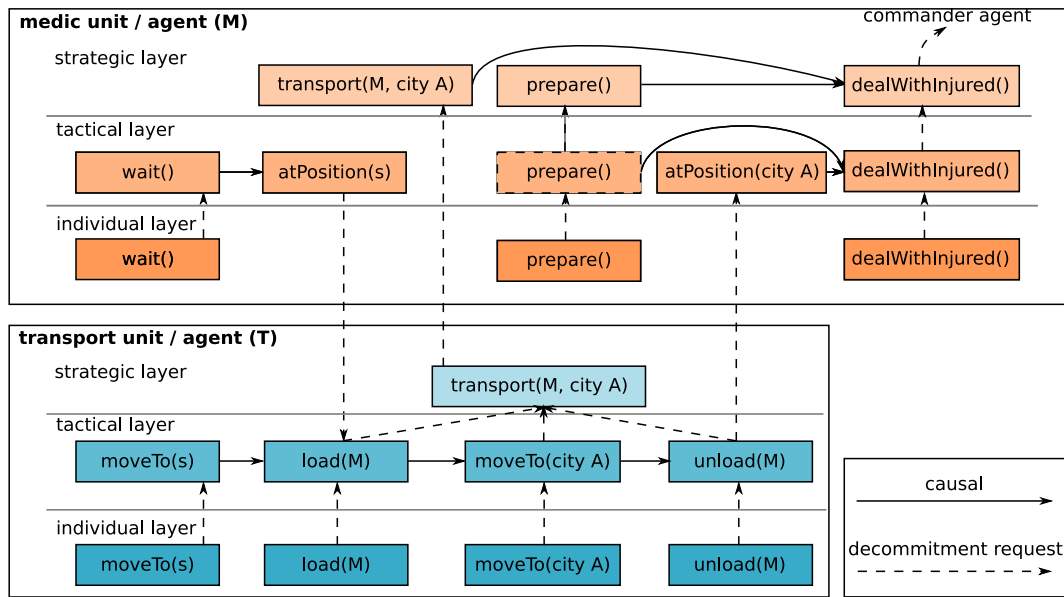 medic unit / agent (M)
commander agent
strategic layer
transport(M, city A)
prepare()
dealWithInjured()
tactical layer
wait()
atPosition(s)
prepare()
atPosition(city A)
dealWithInjured()
individual layer
wait()
prepare()
dealWithInjured()
transport unit / agent (T)
strategic layer
transport(M, city A)
tactical layer
moveTo(s)
load(M)
moveTo(city A)
unload(M)
individual layer
moveTo(s)
load(M)
moveTo(city A)
unload(M)
causal
decommitment request